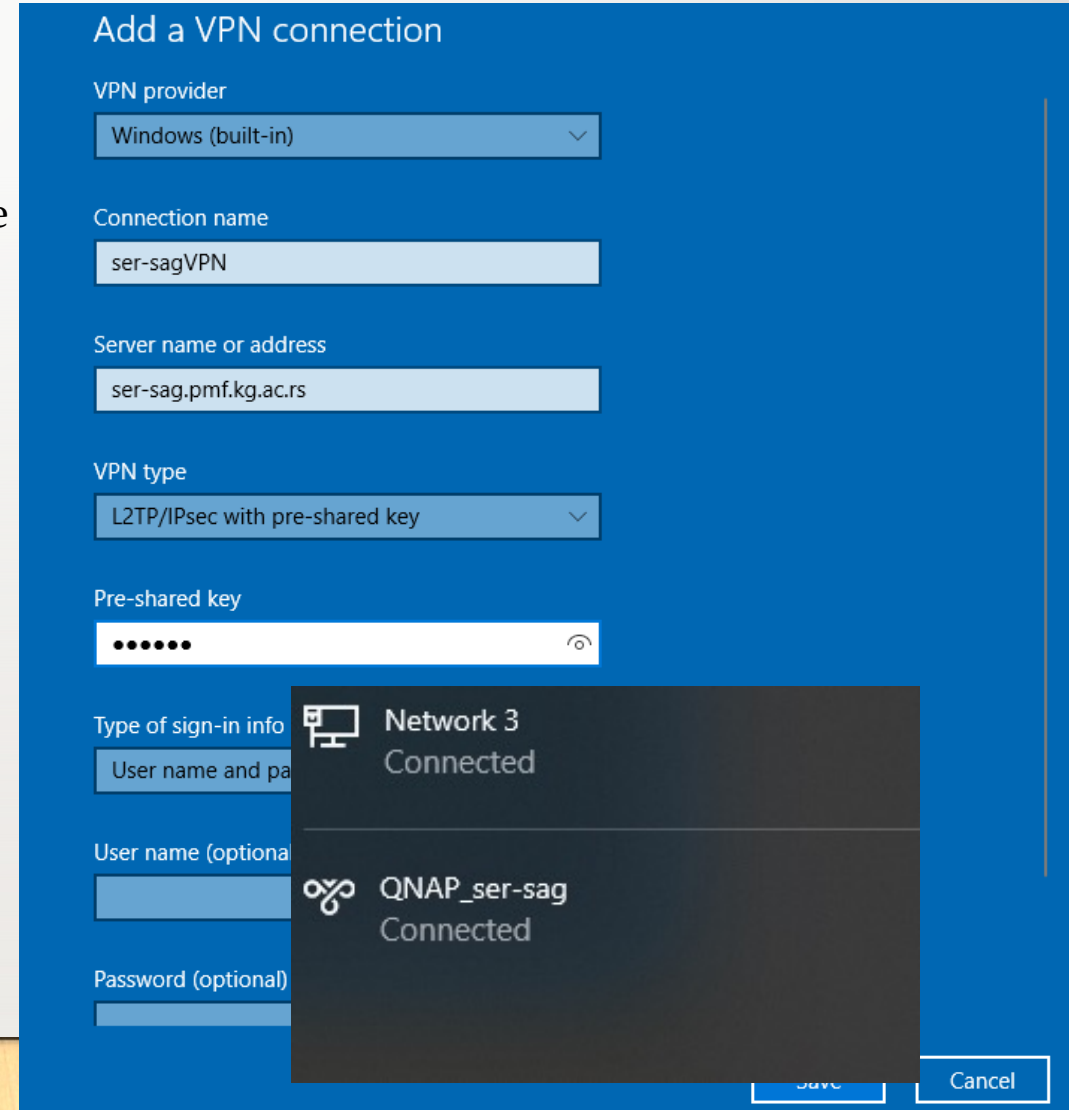 Add a VPN connection
VPN provider
Windows (built-in)
e
Connection name
ser-sagVPN
Server name or address
ser-sag.pmf.kg.ac.rs
VPN type
L2TP/IPsec with pre-shared key
Pre-shared key
••••••
Type of sign-in info
User name and pa
User name (optional
Password (optional)
Network 3
Connected
QNAP_ser-sag
Connected
Save
Cancel